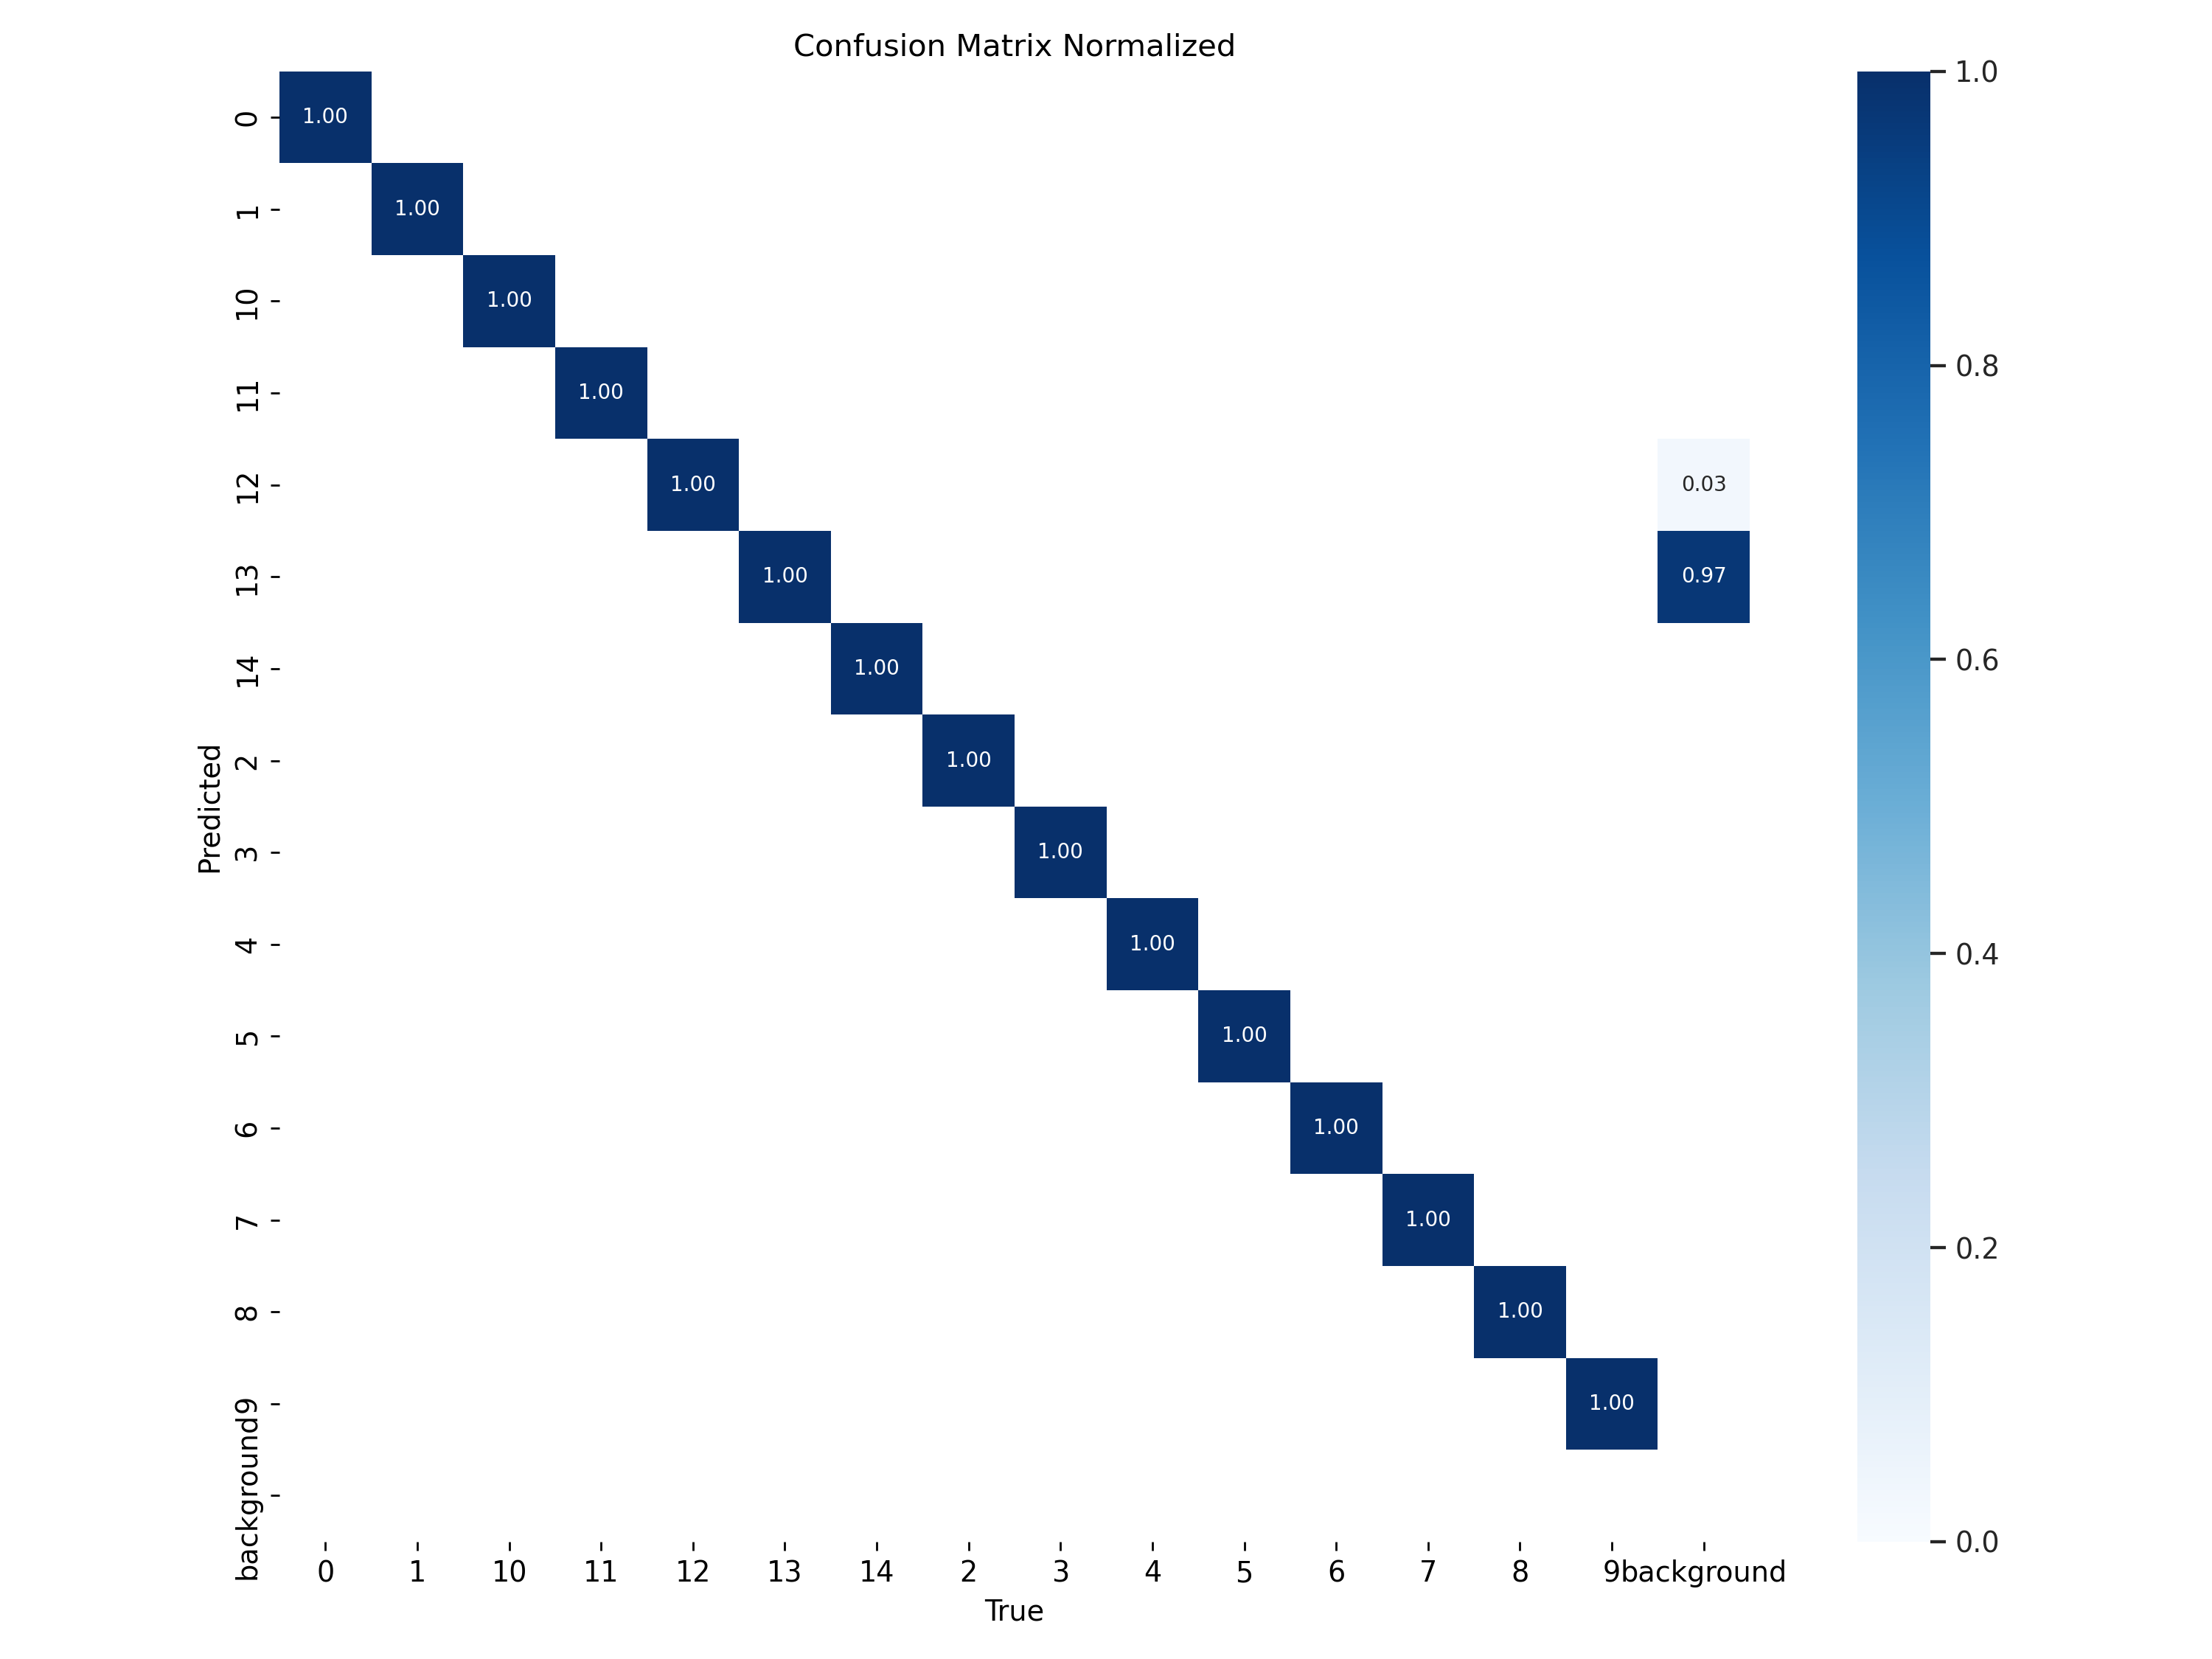 Confusion Matrix Normalized
1.0
0 1.00
1 1.00
10 1.00
0.8
11 1.00
12 1.00 0.03
13 1.00 0.97
0.6
14 1.00
Predicted
2 1.00
3 1.00
4 1.00
0.4
5 1.00
6 1.00
7 1.00
0.2
8 1.00
9 1.00
background
0.0
0 1 10 11 12 13 14 2 3 4 5 6 7 8 9 background
True